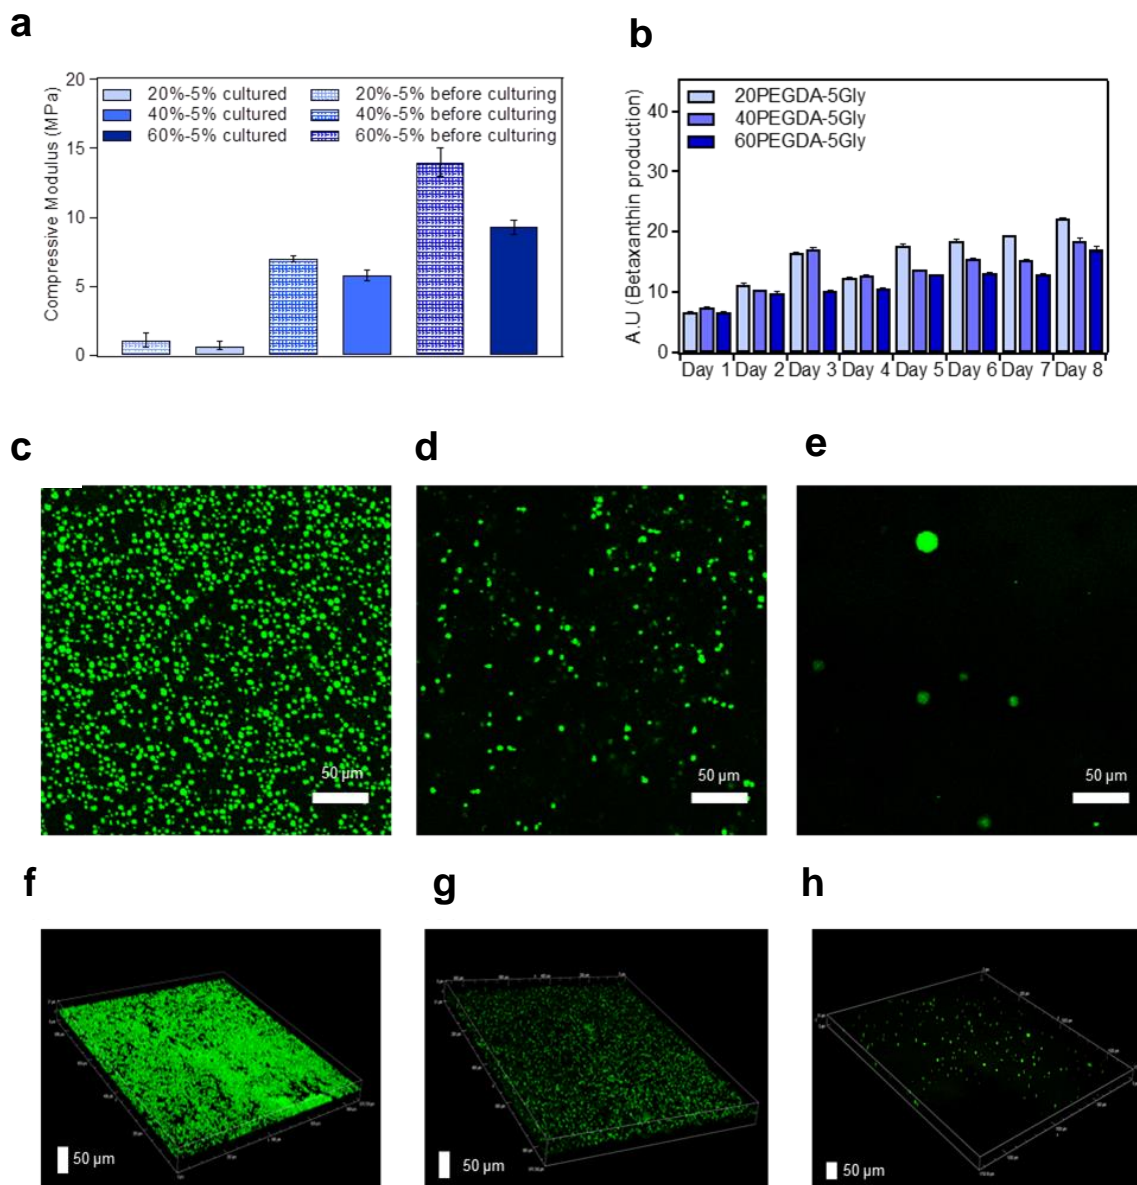 a
b
20
15
10
5
0
Compressive Modulus (MPa)
20%-5% cultured
40%-5% cultured
60%-5% cultured
20%-5% before culturing
40%-5% before culturing
60%-5% before culturing
40
30
20
10
0
A.U (Betaxanthin production)
20PEGDA-5Gly
40PEGDA-5Gly
60PEGDA-5Gly
Day 1 Day 2 Day 3 Day 4 Day 5 Day 6 Day 7 Day 8
c
d
e
50 µm
50 µm
50 µm
f
g
h
50 µm
50 µm
50 µm